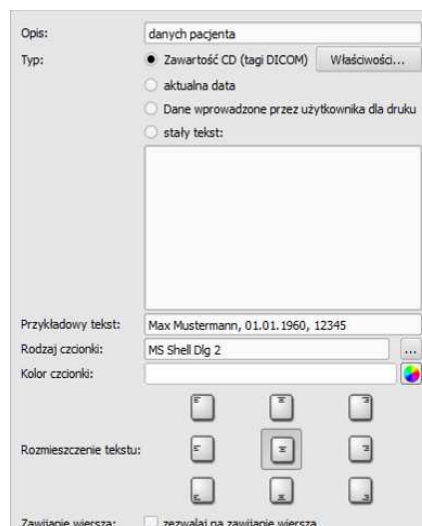 Opis: danych pacjenta
Typ: Zawartość CD (tagi DICOM) Właściwości...
aktualna data
Dane wprowadzone przez użytkownika dla druku
stały tekst:
Przykładowy tekst: Max Mustermann, 01.01.1960, 12345
Rodzaj czcionki: MS Shell Dlg 2 ...
Kolor czcionki:
Rozmieszczenie tekstu:
Zawijanie wiersza: zezwalaj na zawijanie wiersza